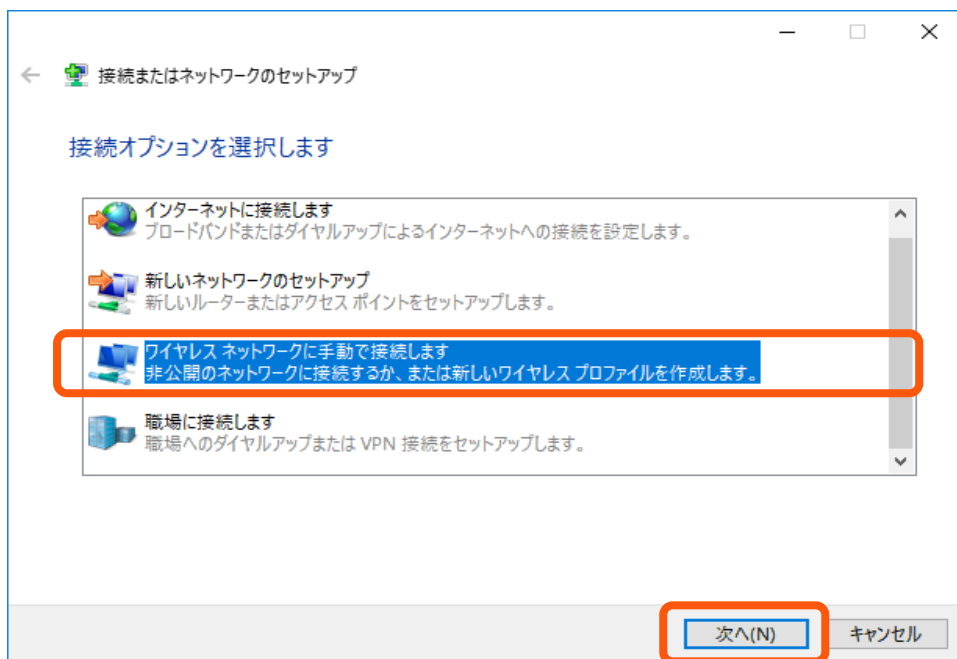 接続またはネットワークのセットアップ
接続オプションを選択します
インターネットに接続します
ブロードバンドまたはダイヤルアップによるインターネットへの接続を設定します。
新しいネットワークのセットアップ
新しいルーターまたはアクセス ポイントをセットアップします。
ワイヤレス ネットワークに手動で接続します
非公開のネットワークに接続するか、または新しいワイヤレス プロファイルを作成します。
職場に接続します
職場へのダイヤルアップまたは VPN 接続をセットアップします。
次へ(N) キャンセル